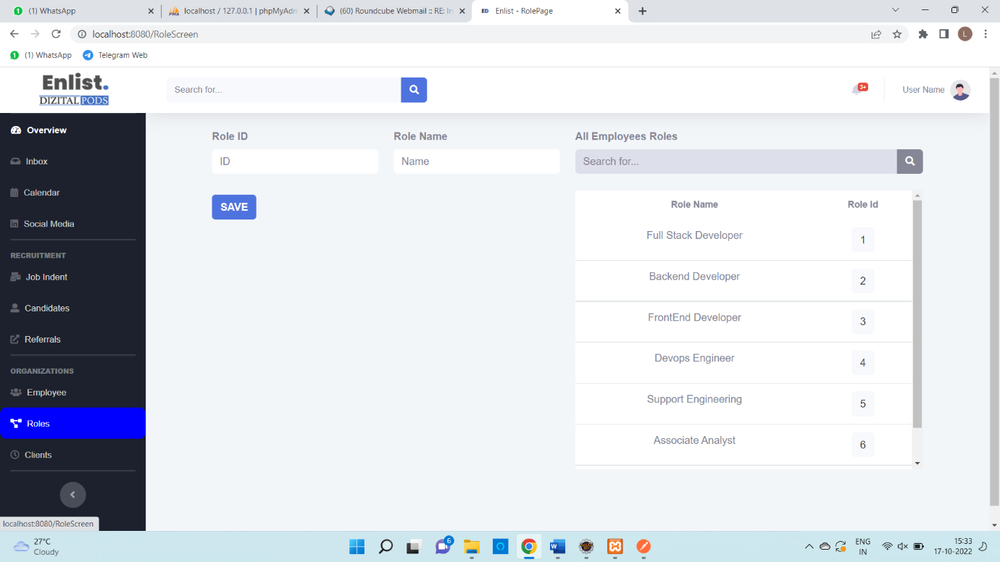 (1) WhatsApp
localhost / 127.0.0.1 | phpMyAdm
(60) Roundcube Webmail :: RE: In
ED Enlist - RolePage
localhost:8080/RoleScreen
L
(1) WhatsApp
Telegram Web
Enlist.
DIZITALPODS
Search for...
3+
User Name
Overview
Inbox
Calendar
Social Media
RECRUITMENT
Job Indent
Candidates
Referrals
ORGANIZATIONS
Employee
Roles
Clients
localhost:8080/RoleScreen
Role ID
ID
Role Name
Name
SAVE
All Employees Roles
Search for...
Role Name Role Id
Full Stack Developer 1
Backend Developer 2
FrontEnd Developer 3
Devops Engineer 4
Support Engineering 5
Associate Analyst 6
27°C
Cloudy
6
ENG
IN
15:33
17-10-2022